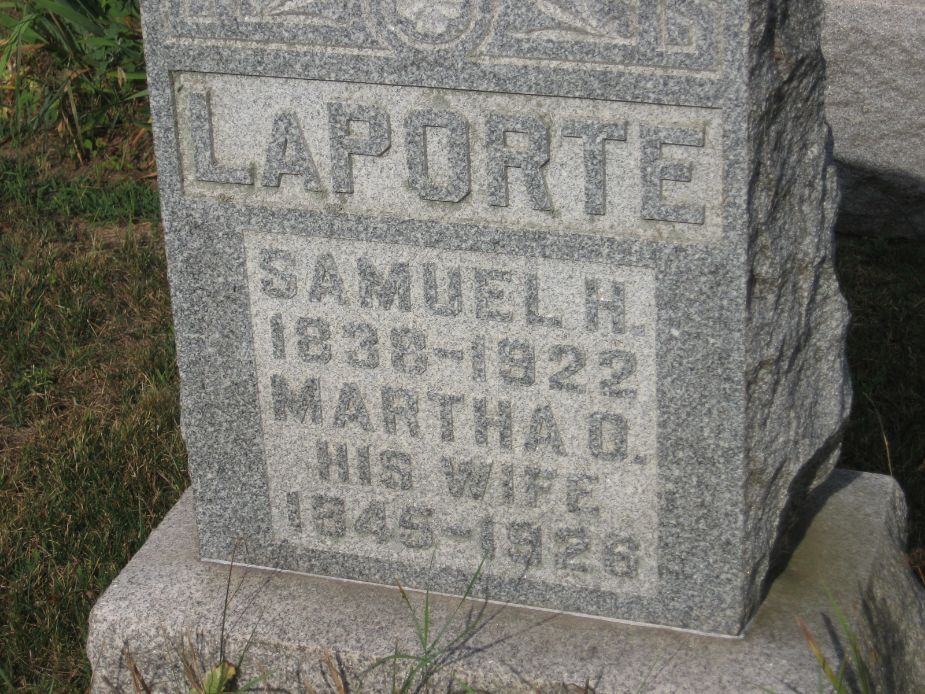 LAPORTE
SAMUEL H.
1838-1922
MARTHA Q.
HIS WIFE
1845-1926